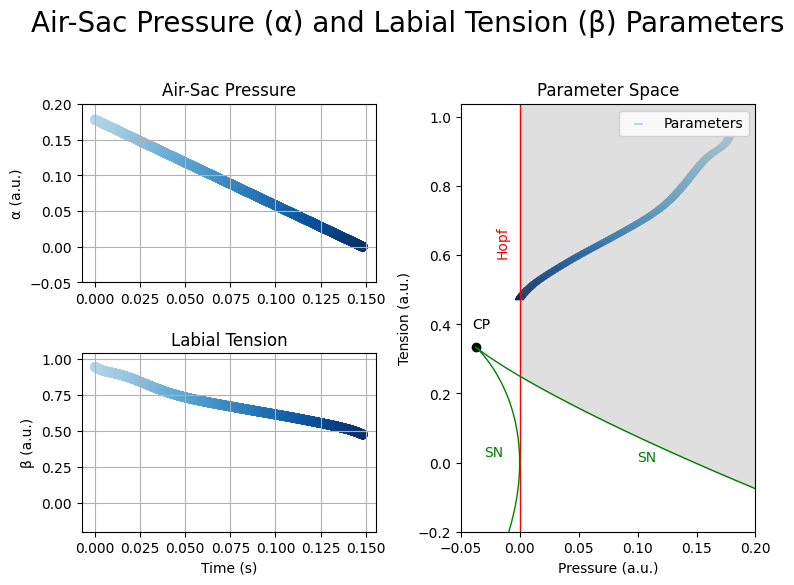 Air-Sac Pressure (α) and Labial Tension (β) Parameters
Air-Sac Pressure
α (a.u.)
0.20
0.15
0.10
0.05
0.00
−0.05
0.000 0.025 0.050 0.075 0.100 0.125 0.150
Labial Tension
β (a.u.)
1.00
0.75
0.50
0.25
0.00
0.000 0.025 0.050 0.075 0.100 0.125 0.150
Time (s)
Parameter Space
Parameters
Tension (a.u.)
1.0
0.8
0.6
0.4
0.2
0.0
−0.2
Hopf
CP
SN
SN
−0.05 0.00 0.05 0.10 0.15 0.20
Pressure (a.u.)